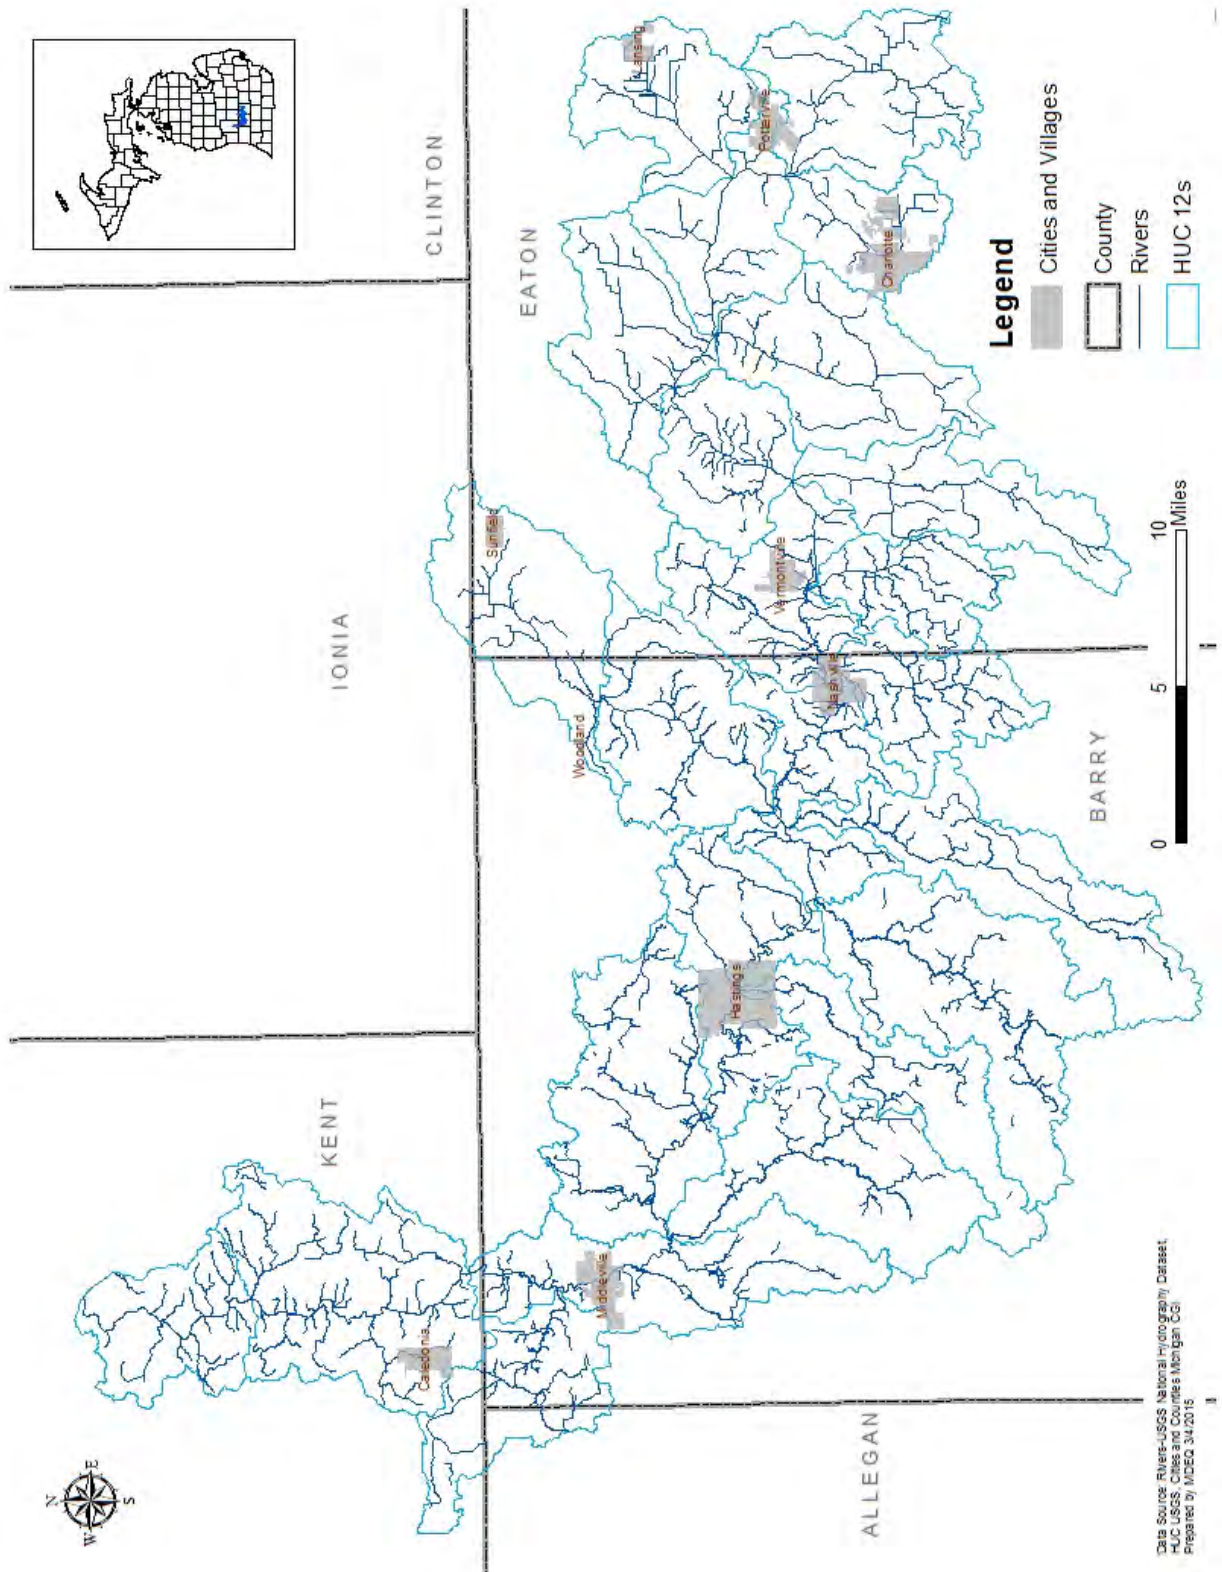 N
W
E
S
KENT
IONIA
CLINTON
EATON
ALLEGAN
BARRY
Caledonia
Middleville
Hastings
Woodland
Sunfield
Nashville
Vermontville
Charlotte
Potterville
Lansing
Legend
Cities and Villages
County
Rivers
HUC 12s
0
5
10
Miles
*Data Source: Rivers-USGS National Hydrography Dataset,
HUC USGS, Cities and Counties Michigan CGI
Prepared by MDEQ 3/4/2015